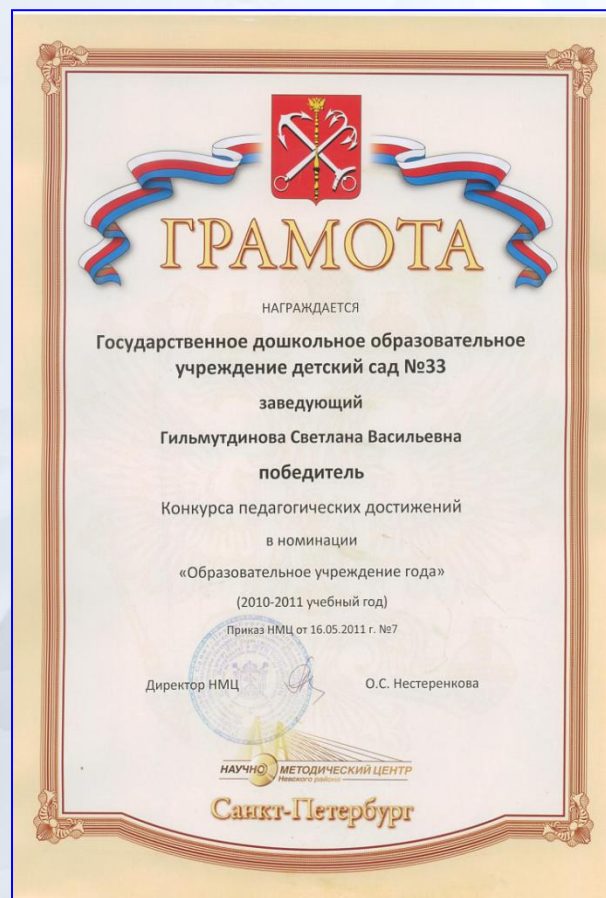 ГРАМОТА
НАГРАЖДАЕТСЯ
Государственное дошкольное образовательное
учреждение детский сад №33
заведующий
Гильмутдинова Светлана Васильевна
победитель
Конкурса педагогических достижений
в номинации
«Образовательное учреждение года»
(2010-2011 учебный год)
Приказ НМЦ от 16.05.2011 г. №7
Директор НМЦ О.С. Нестеренкова
НАУЧНО МЕТОДИЧЕСКИЙ ЦЕНТР
Невского района
Санкт-Петербург